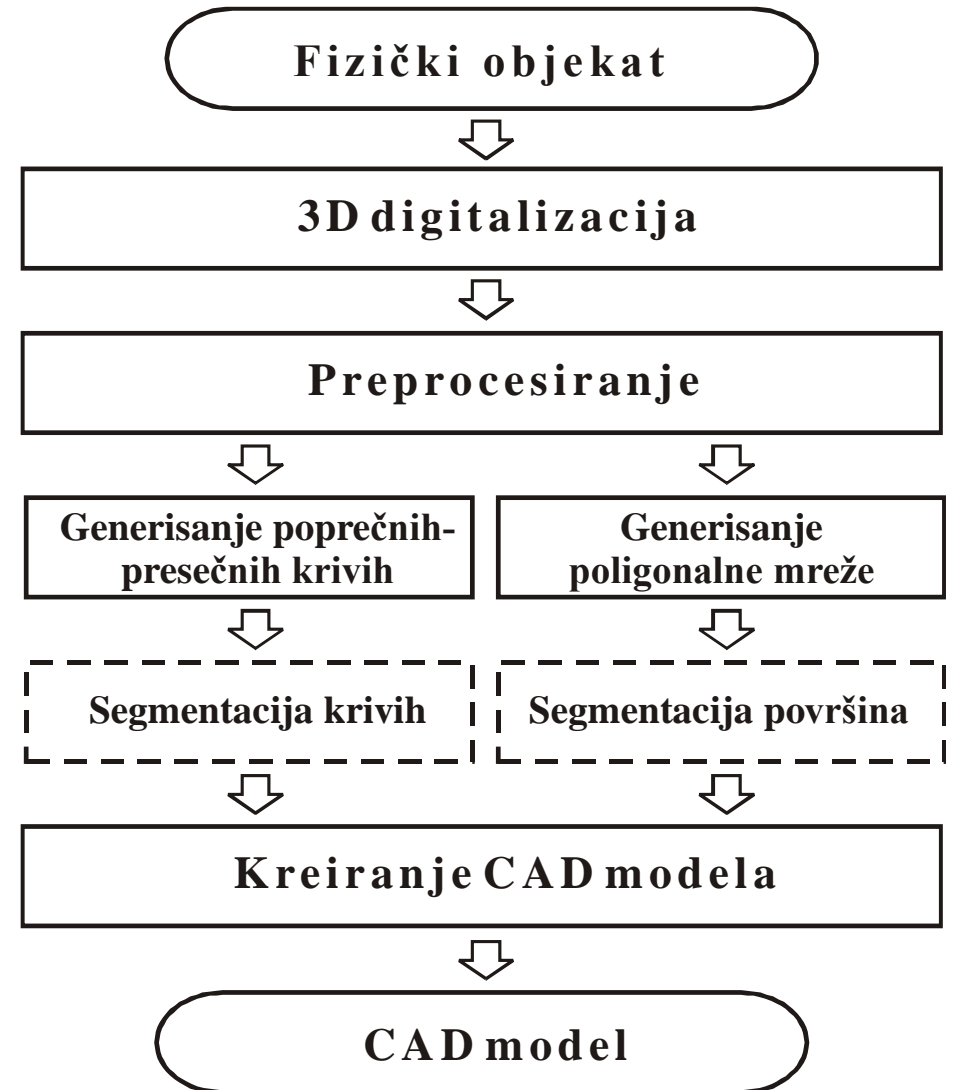 Fizički objekat
3D digitalizacija
Preprocesiranje
Generisanje poprečnih-
presečnih krivih
Generisanje
poligonalne mreže
Segmentacija krivih
Segmentacija površina
Kreiranje CAD modela
CAD model